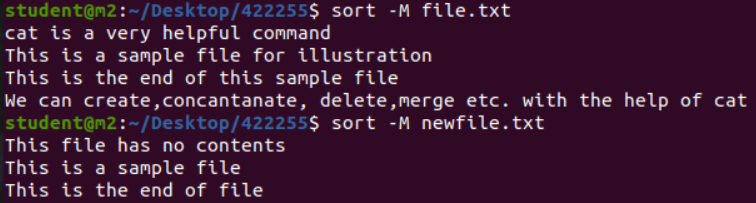 student@m2:~/Desktop/422255$ sort -M file.txt
cat is a very helpful command
This is a sample file for illustration
This is the end of this sample file
We can create,concantanate, delete,merge etc. with the help of cat
student@m2:~/Desktop/422255$ sort -M newfile.txt
This file has no contents
This is a sample file
This is the end of file